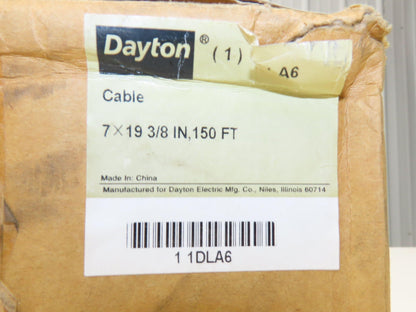 Dayton® (1) LA6
Cable
7×19 3/8 IN,150 FT
Made In: China
Manufactured for Dayton Electric Mfg. Co., Niles, Illinois 60714
1 1DLA6